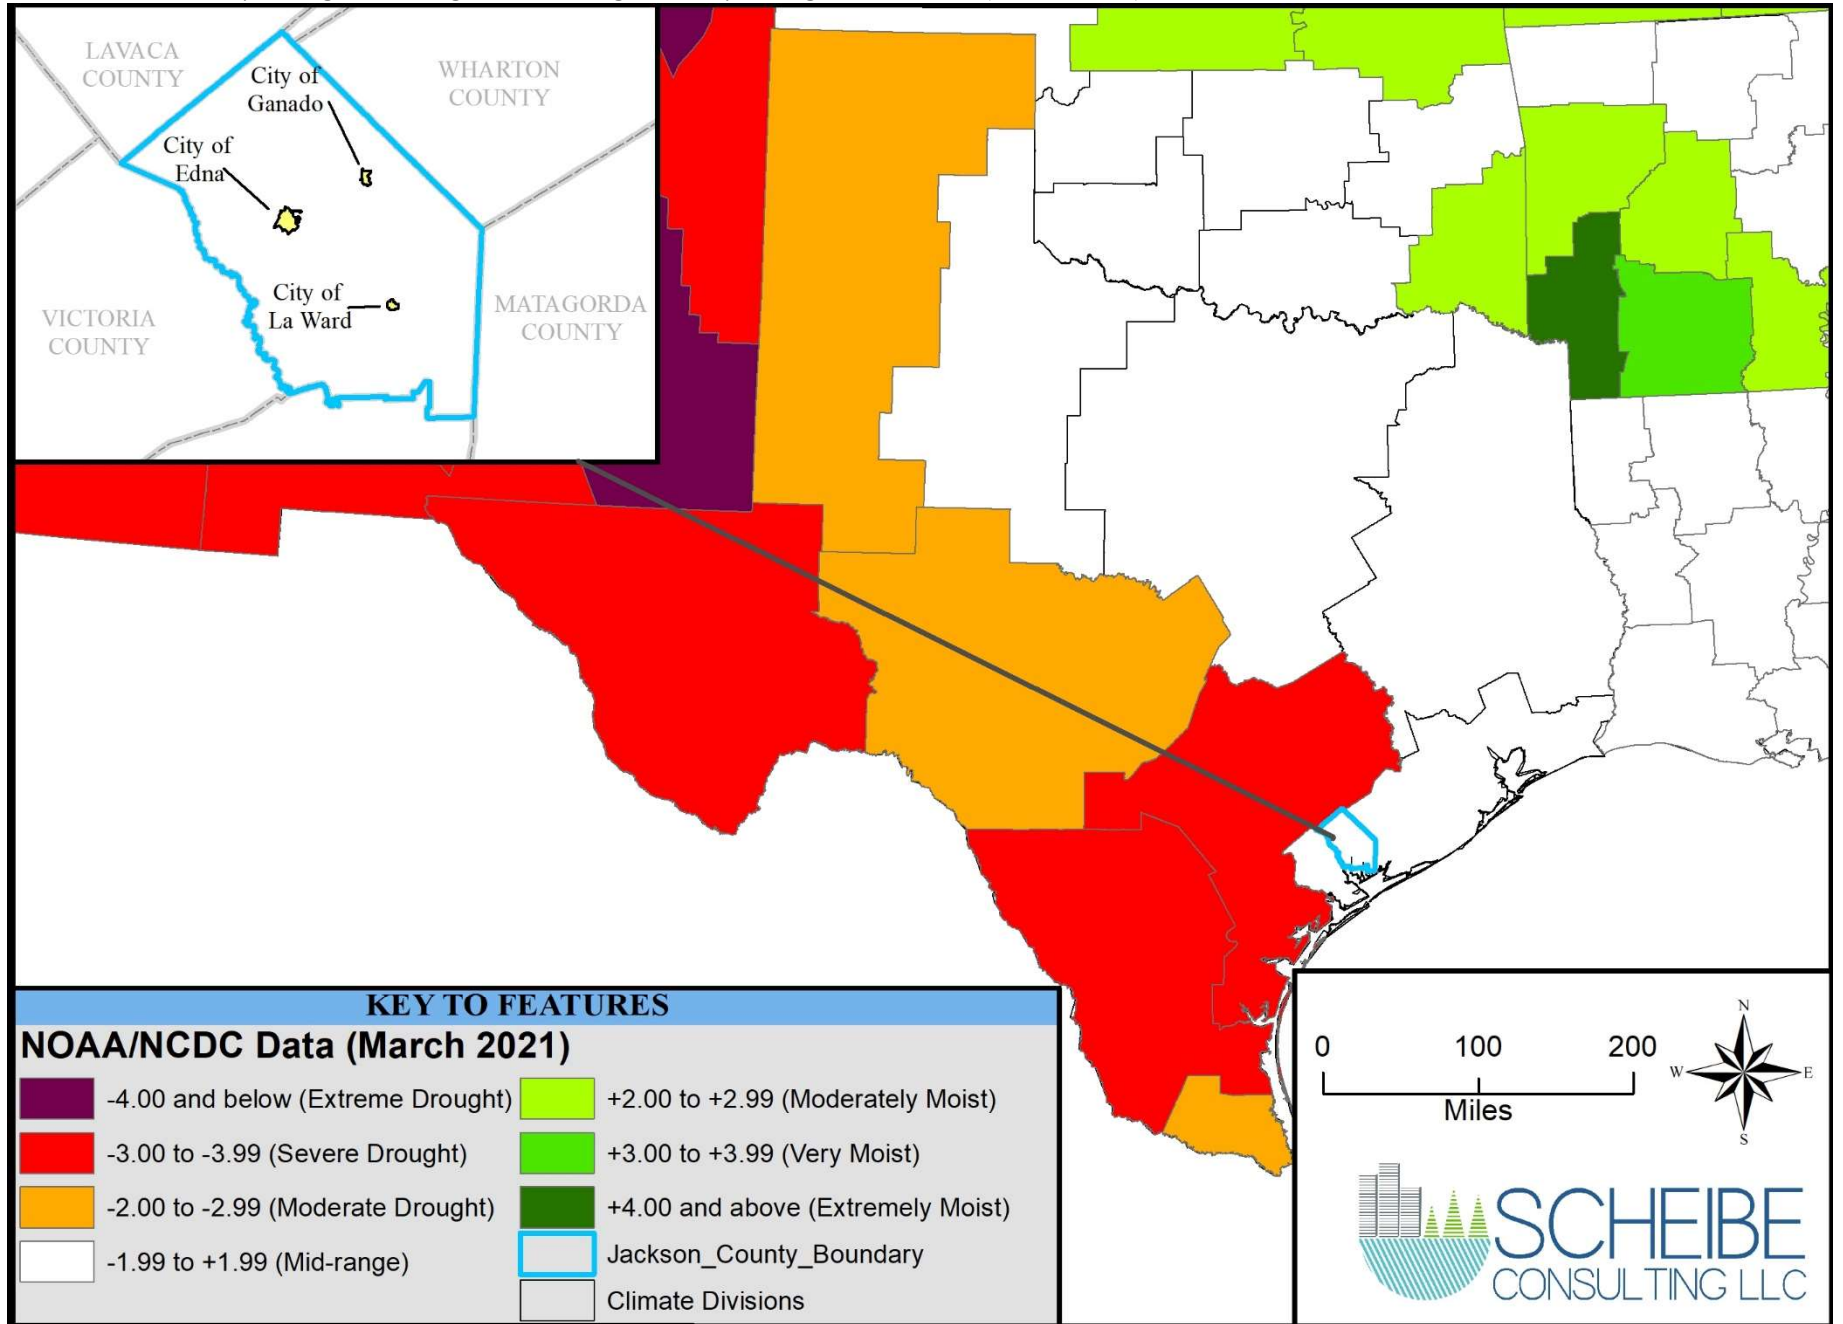 LAVACA
COUNTY
WHARTON
COUNTY
City of
Ganado
City of
Edna
City of
La Ward
MATAGORDA
COUNTY
VICTORIA
COUNTY
KEY TO FEATURES
NOAA/NCDC Data (March 2021)
-4.00 and below (Extreme Drought)
-3.00 to -3.99 (Severe Drought)
-2.00 to -2.99 (Moderate Drought)
-1.99 to +1.99 (Mid-range)
+2.00 to +2.99 (Moderately Moist)
+3.00 to +3.99 (Very Moist)
+4.00 and above (Extremely Moist)
Jackson_County_Boundary
Climate Divisions
0 100 200
Miles
N
W E
S
SCHEIBE
CONSULTING LLC